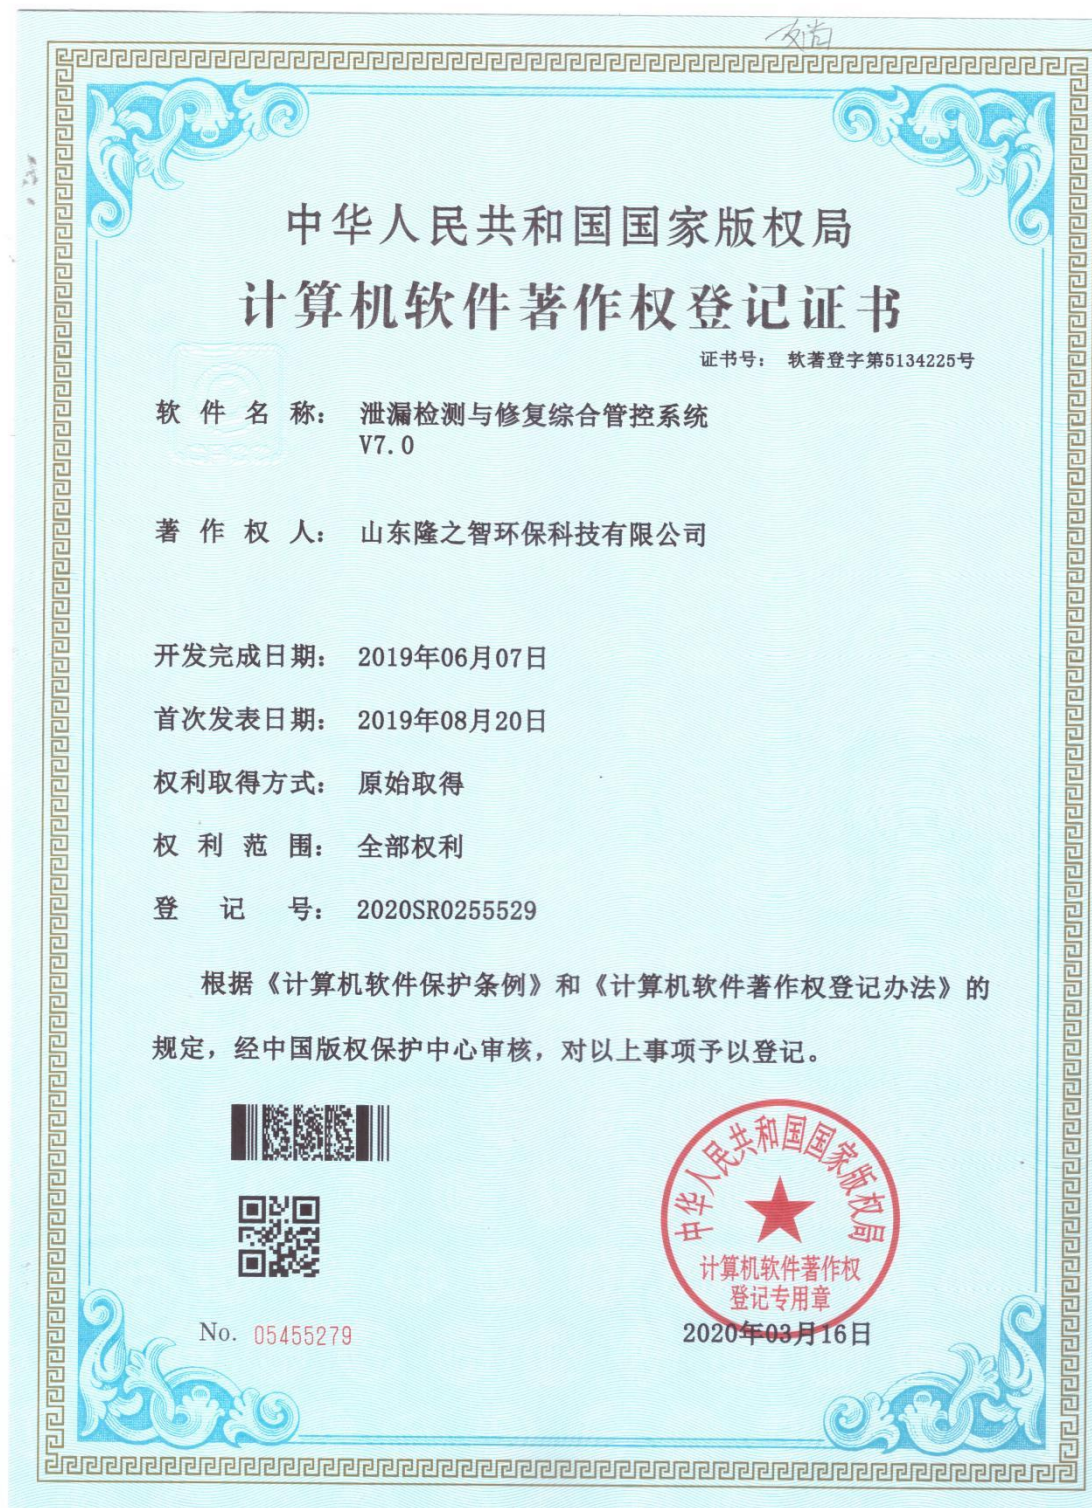 中华人民共和国国家版权局
计算机软件著作权登记证书
证书号： 软著登字第5134225号
软件名称： 泄漏检测与修复综合管控系统
V7.0
著作权人： 山东隆之智环保科技有限公司
开发完成日期： 2019年06月07日
首次发表日期： 2019年08月20日
权利取得方式： 原始取得
权利范围： 全部权利
登记号： 2020SR0255529
根据《计算机软件保护条例》和《计算机软件著作权登记办法》的
规定，经中国版权保护中心审核，对以上事项予以登记。
中华人民共和国国家版权局
计算机软件著作权
登记专用章
No. 05455279
2020年03月16日